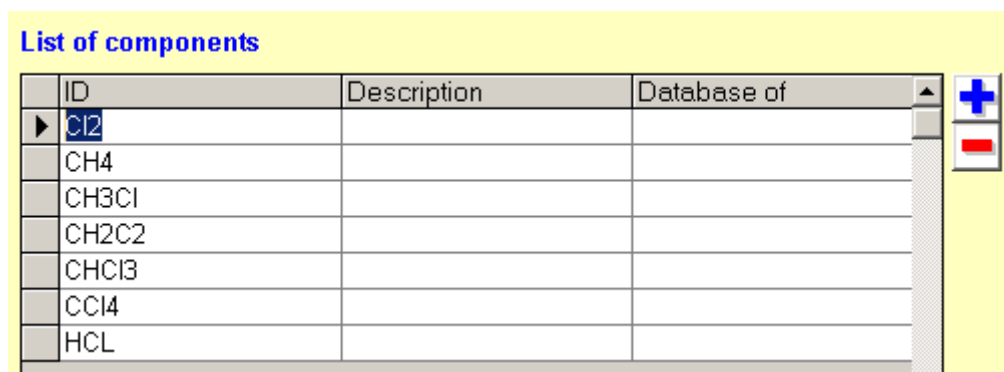 List of components
ID Description Database of
Cl2
CH4
CH3Cl
CH2C2
CHCl3
CCl4
HCL